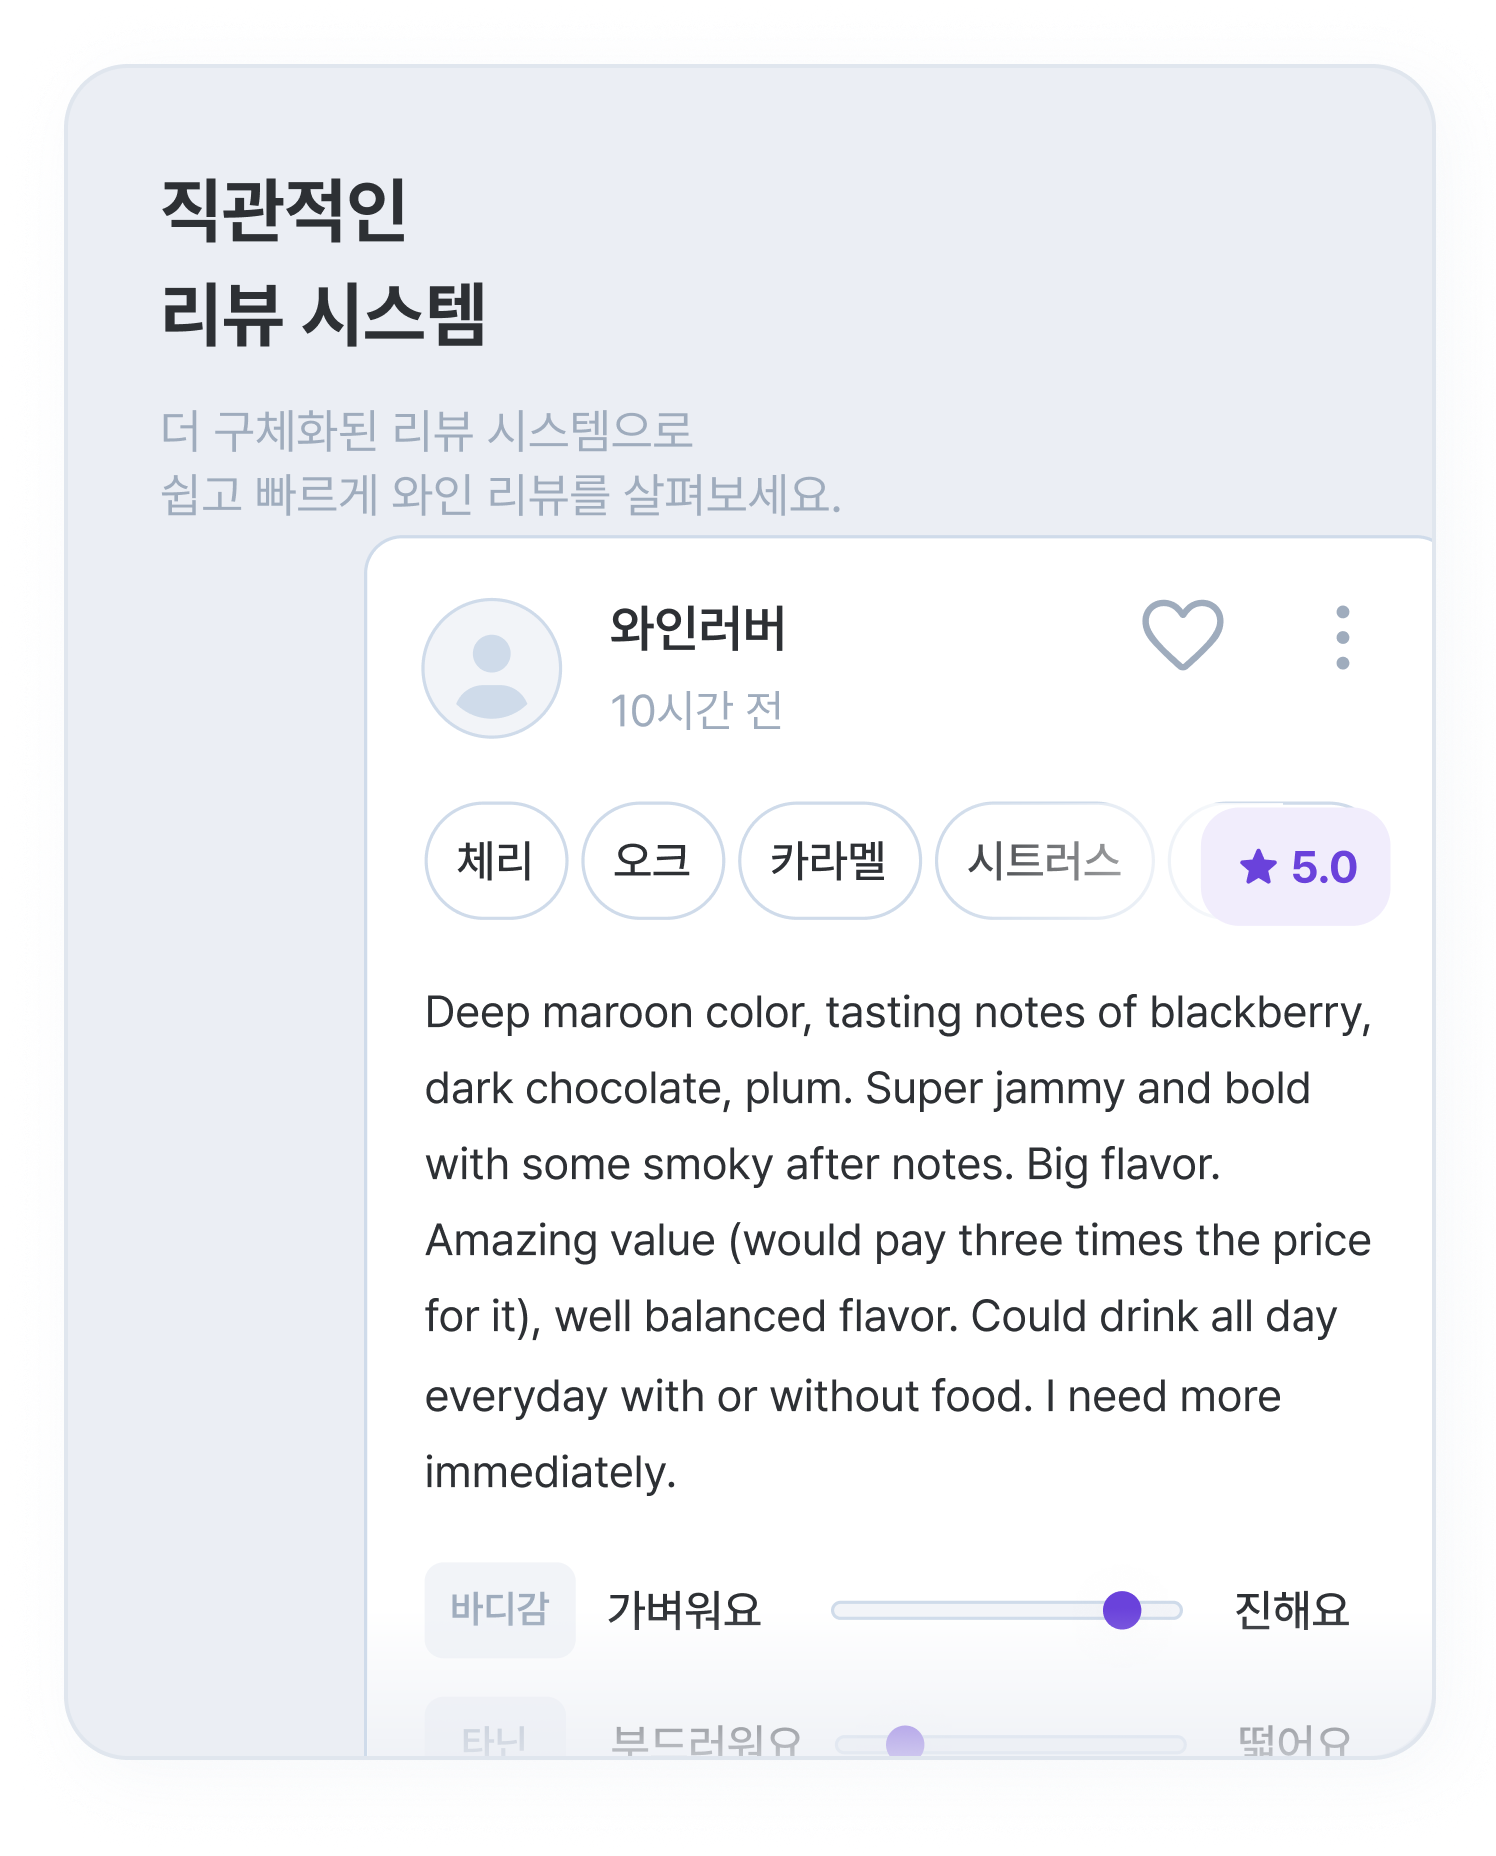 직관적인
리뷰 시스템
더 구체화된 리뷰 시스템으로
쉽고 빠르게 와인 리뷰를 살펴보세요.
와인러버
10시간 전
체리 오크 카라멜 시트러스 5.0
Deep maroon color, tasting notes of blackberry,
dark chocolate, plum. Super jammy and bold
with some smoky after notes. Big flavor.
Amazing value (would pay three times the price
for it), well balanced flavor. Could drink all day
everyday with or without food. I need more
immediately.
바디감 가벼워요 진해요
타닌 부드러워요 떫어요